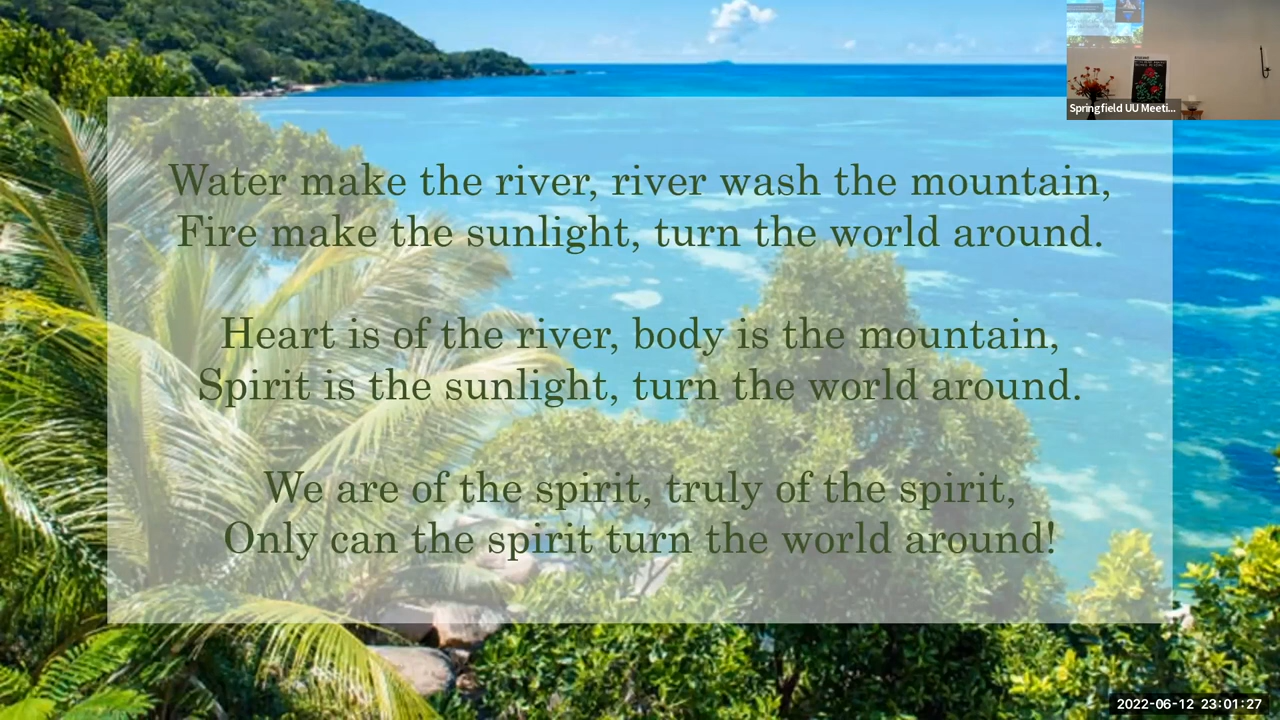 Springfield UU Meeti...
Water make the river, river wash the mountain,
Fire make the sunlight, turn the world around.
Heart is of the river, body is the mountain,
Spirit is the sunlight, turn the world around.
We are of the spirit, truly of the spirit,
Only can the spirit turn the world around!
2022-06-12 23:01:27